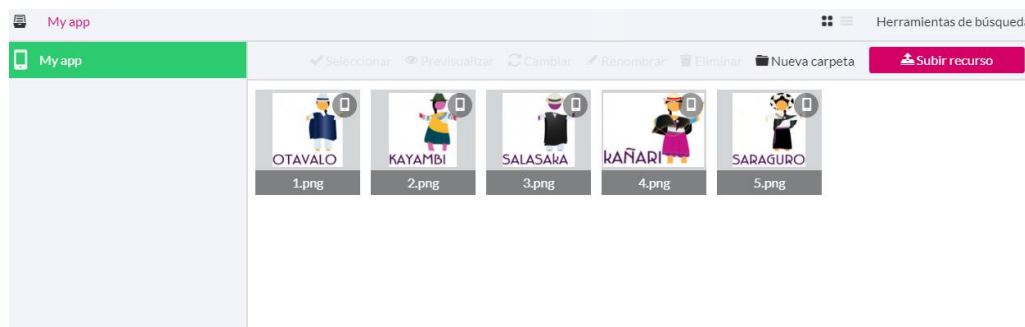 My app
Herramientas de búsqueda
My app
Seleccionar Previsualizar Cambiar Renombrar Eliminar Nueva carpeta Subir recurso
OTAVALO KAYAMBI SALASAKA KAÑARI SARAGURO
1.png 2.png 3.png 4.png 5.png